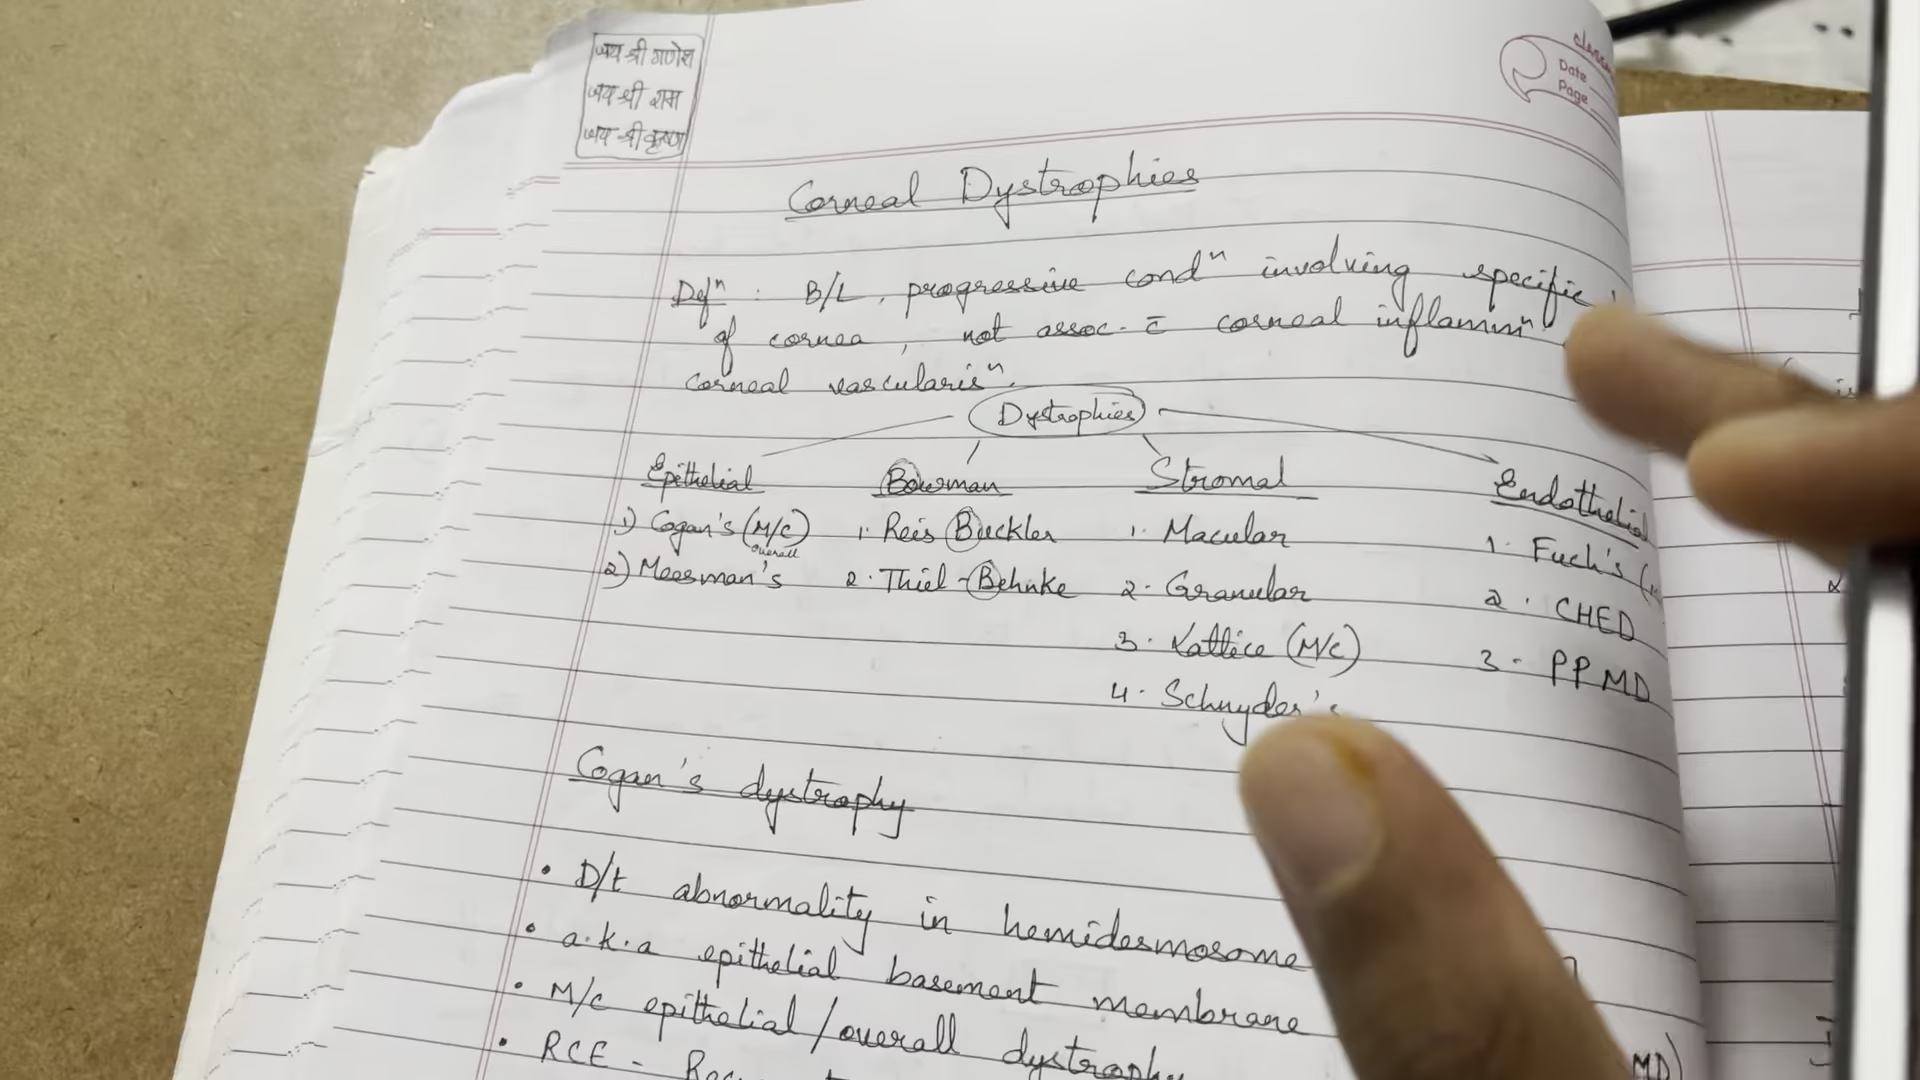 जय श्री गणेश
जय श्री राम
जय श्री कृष्ण
Date
Page
Corneal Dystrophies
Defⁿ : B/L, progressive condⁿ involving specific
of cornea, not assoc. c̄ corneal inflammⁿ
corneal vascularisⁿ.
Dystrophies
Epithelial Bowman Stromal Endothelial
1) Cogan's (M/C) 1. Reis Buckler 1. Macular 1. Fuch's
overall
2) Meesman's 2. Thiel-Behnke 2. Granular 2. CHED
3. Lattice (M/C) 3. PPMD
4. Schnyder's
Cogan's dystrophy
• D/t abnormality in hemidesmosome
• a.k.a epithelial basement membrane
• M/c epithelial/overall dystrophy
• RCE -
MD)